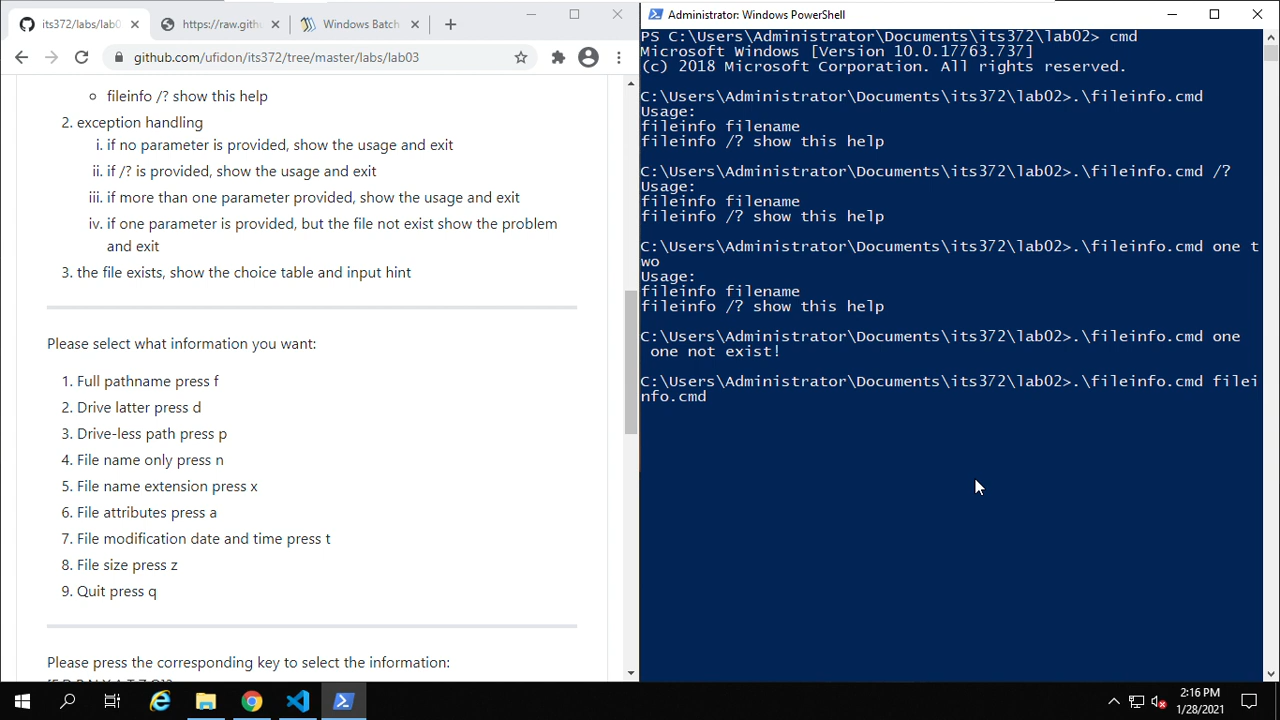 its372/labs/lab0
https://raw.githu
Windows Batch
github.com/ufidon/its372/tree/master/labs/lab03
fileinfo /? show this help
2. exception handling
i. if no parameter is provided, show the usage and exit
ii. if /? is provided, show the usage and exit
iii. if more than one parameter provided, show the usage and exit
iv. if one parameter is provided, but the file not exist show the problem
and exit
3. the file exists, show the choice table and input hint
Please select what information you want:
1. Full pathname press f
2. Drive latter press d
3. Drive-less path press p
4. File name only press n
5. File name extension press x
6. File attributes press a
7. File modification date and time press t
8. File size press z
9. Quit press q
Please press the corresponding key to select the information:
Administrator: Windows PowerShell
PS C:\Users\Administrator\Documents\its372\lab02> cmd
Microsoft Windows [Version 10.0.17763.737]
(c) 2018 Microsoft Corporation. All rights reserved.
C:\Users\Administrator\Documents\its372\lab02>.\fileinfo.cmd
Usage:
fileinfo filename
fileinfo /? show this help
C:\Users\Administrator\Documents\its372\lab02>.\fileinfo.cmd /?
Usage:
fileinfo filename
fileinfo /? show this help
C:\Users\Administrator\Documents\its372\lab02>.\fileinfo.cmd one t
wo
Usage:
fileinfo filename
fileinfo /? show this help
C:\Users\Administrator\Documents\its372\lab02>.\fileinfo.cmd one
one not exist!
C:\Users\Administrator\Documents\its372\lab02>.\fileinfo.cmd filei
nfo.cmd
2:16 PM
1/28/2021